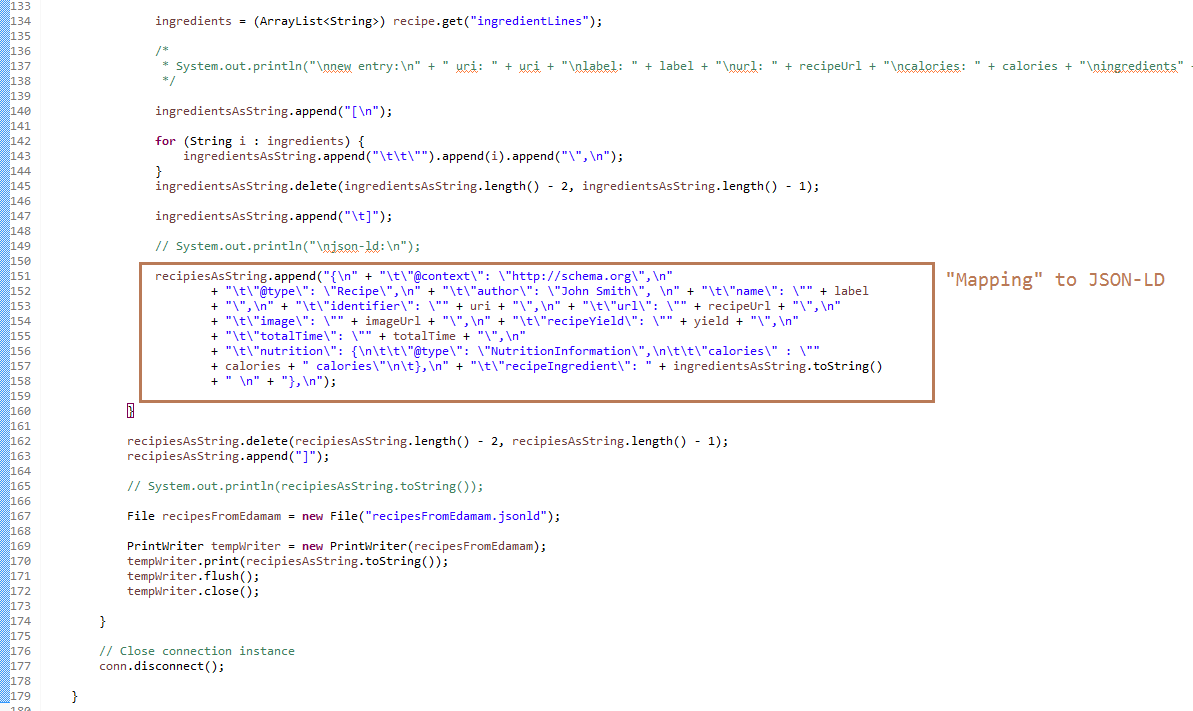 133
134 ingredients = (ArrayList<String>) recipe.get("ingredientLines");
135
136 /*
137 * System.out.println("\nnew entry:\n" + " uri: " + uri + "\nlabel: " + label + "\nurl: " + recipeUrl + "\ncalories: " + calories + "\ningredients" -
138 */
139
140 ingredientsAsString.append("[\n");
141
142 for (String i : ingredients) {
143 ingredientsAsString.append("\t\t\"").append(i).append("\",\n");
144 }
145 ingredientsAsString.delete(ingredientsAsString.length() - 2, ingredientsAsString.length() - 1);
146
147 ingredientsAsString.append("\t]");
148
149 // System.out.println("\njson-ld:\n");
150
151 recipiesAsString.append("{\n" + "\t\"@context\": \"http://schema.org\",\n"
"Mapping" to JSON-LD
152 + "\t\"@type\": \"Recipe\",\n" + "\t\"author\": \"John Smith\", \n" + "\t\"name\": \"" + label
153 + "\",\n" + "\t\"identifier\": \"" + uri + "\",\n" + "\t\"url\": \"" + recipeUrl + "\",\n"
154 + "\t\"image\": \"" + imageUrl + "\",\n" + "\t\"recipeYield\": \"" + yield + "\",\n"
155 + "\t\"totalTime\": \"" + totalTime + "\",\n"
156 + "\t\"nutrition\": {\n\t\t\"@type\": \"NutritionInformation\",\n\t\t\"calories\" : \""
157 + calories + " calories\"\n\t},\n" + "\t\"recipeIngredient\": " + ingredientsAsString.toString()
158 + " \n" + "},\n");
159
160 }
161
162 recipiesAsString.delete(recipiesAsString.length() - 2, recipiesAsString.length() - 1);
163 recipiesAsString.append("]");
164
165 // System.out.println(recipiesAsString.toString());
166
167 File recipesFromEdamam = new File("recipesFromEdamam.jsonld");
168
169 PrintWriter tempWriter = new PrintWriter(recipesFromEdamam);
170 tempWriter.print(recipiesAsString.toString());
171 tempWriter.flush();
172 tempWriter.close();
173
174 }
175
176 // Close connection instance
177 conn.disconnect();
178
179 }
180